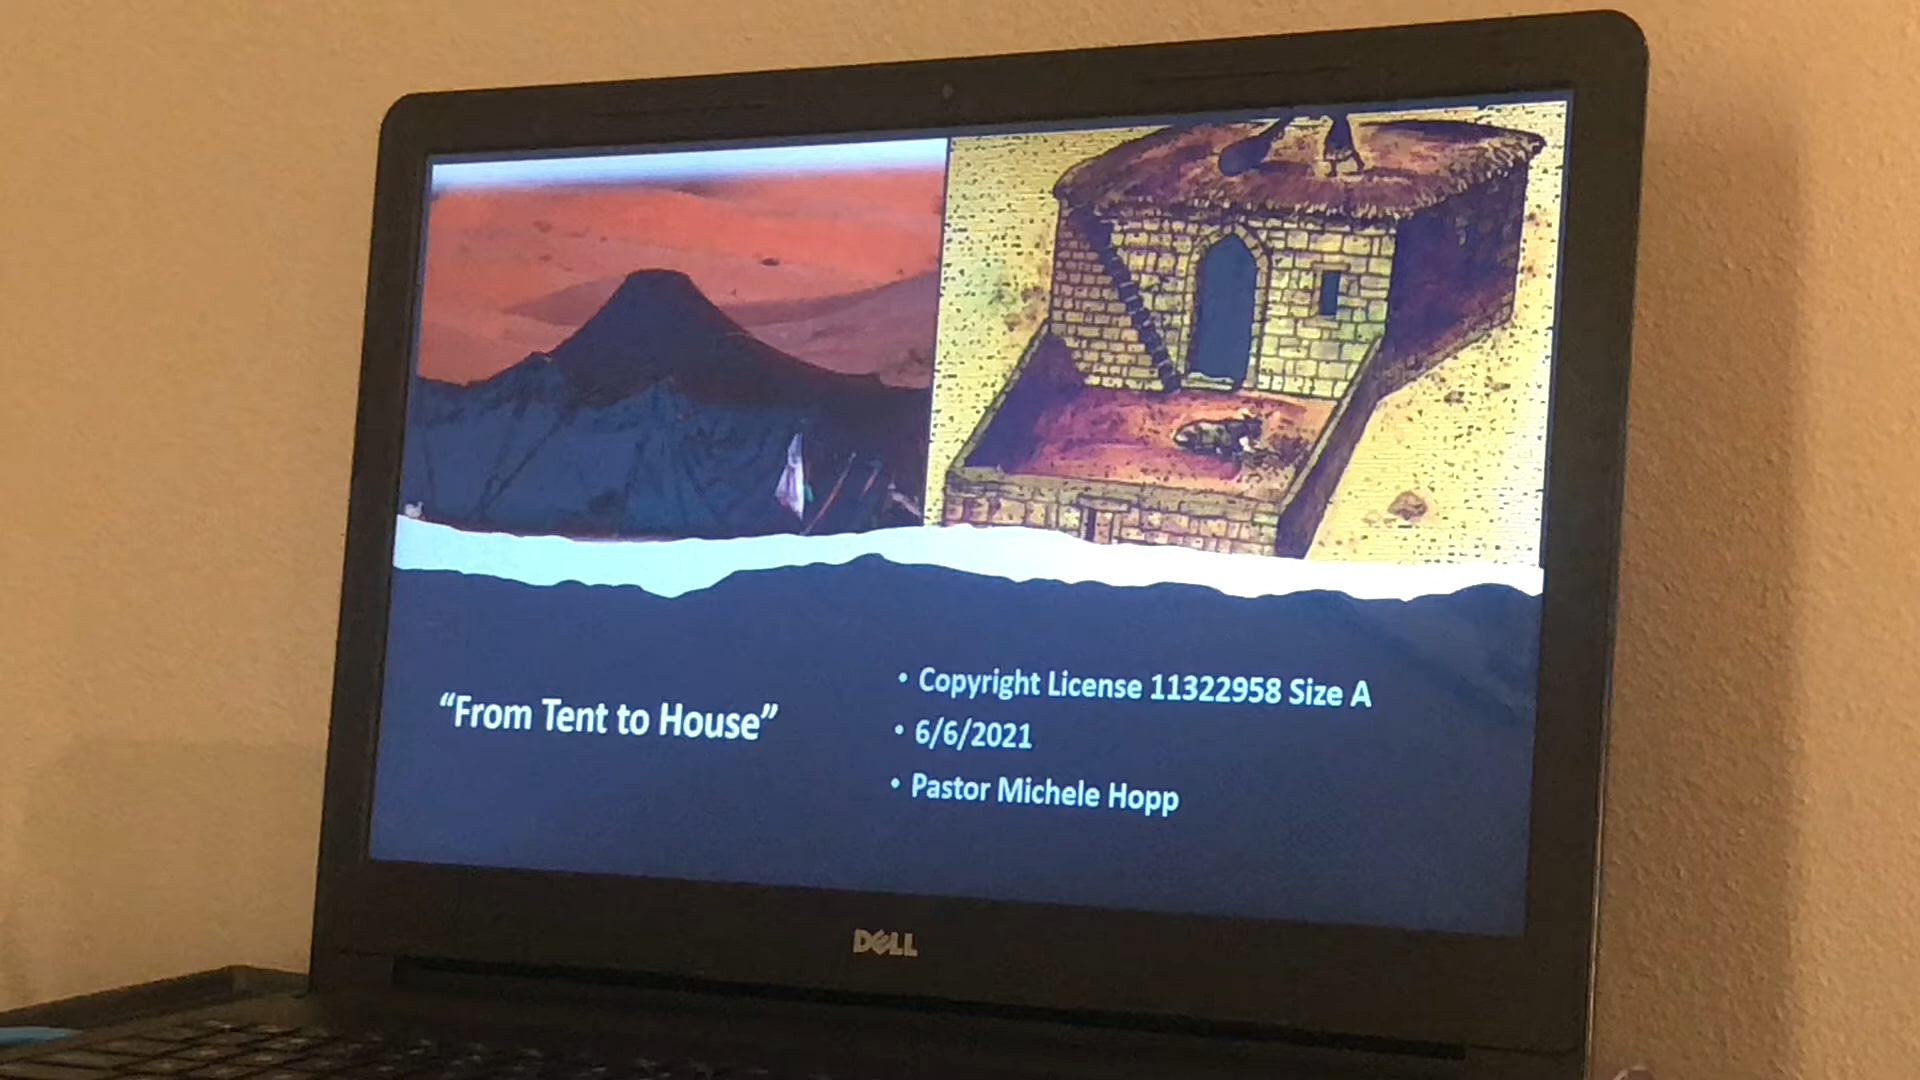 “From Tent to House”
• Copyright License 11322958 Size A
• 6/6/2021
• Pastor Michele Hopp
DELL